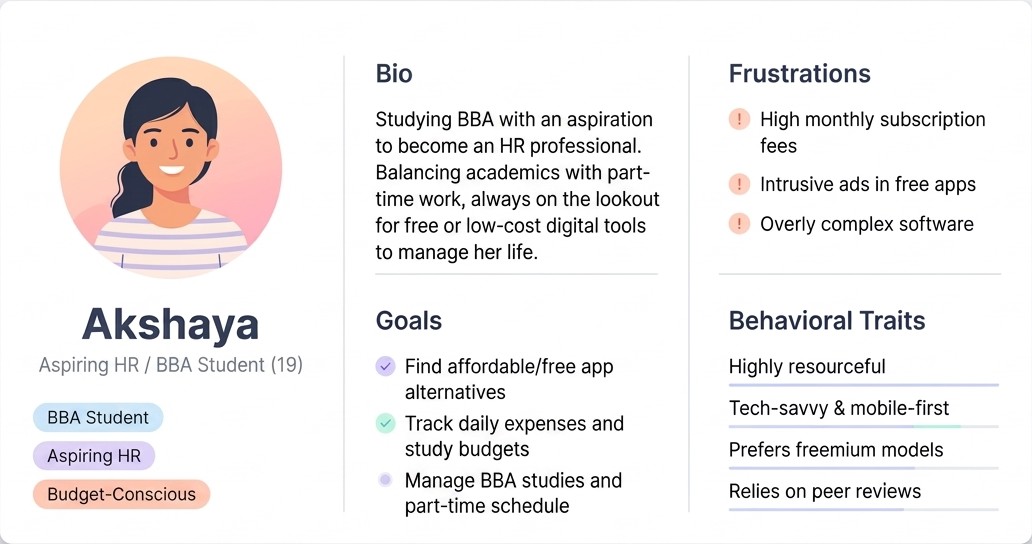 Akshaya
Aspiring HR / BBA Student (19)
BBA Student
Aspiring HR
Budget-Conscious
Bio
Studying BBA with an aspiration
to become an HR professional.
Balancing academics with part-
time work, always on the lookout
for free or low-cost digital tools
to manage her life.
Goals
Find affordable/free app
alternatives
Track daily expenses and
study budgets
Manage BBA studies and
part-time schedule
Frustrations
! High monthly subscription
fees
! Intrusive ads in free apps
! Overly complex software
Behavioral Traits
Highly resourceful
Tech-savvy & mobile-first
Prefers freemium models
Relies on peer reviews